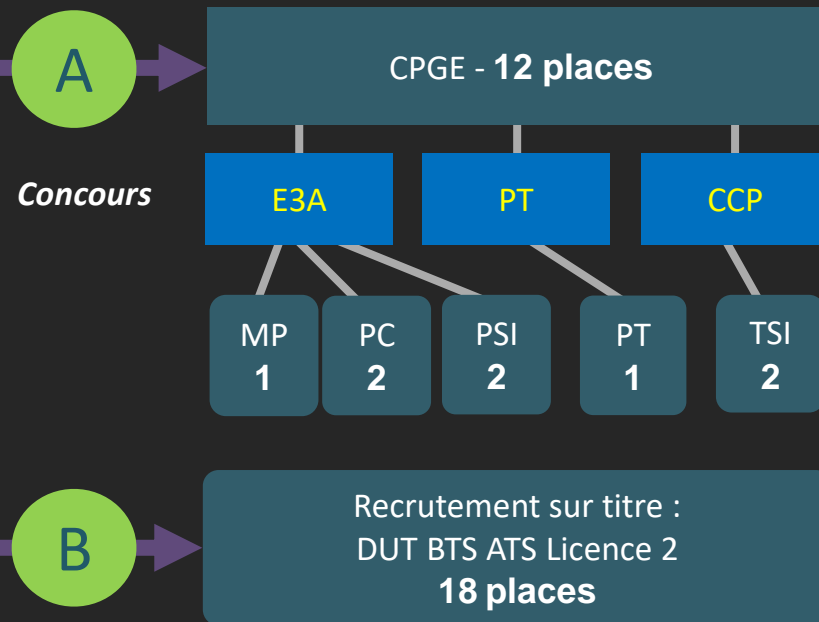 A
CPGE - 12 places
Concours
E3A
PT
CCP
MP
1
PC
2
PSI
2
PT
1
TSI
2
B
Recrutement sur titre :
DUT BTS ATS Licence 2
18 places